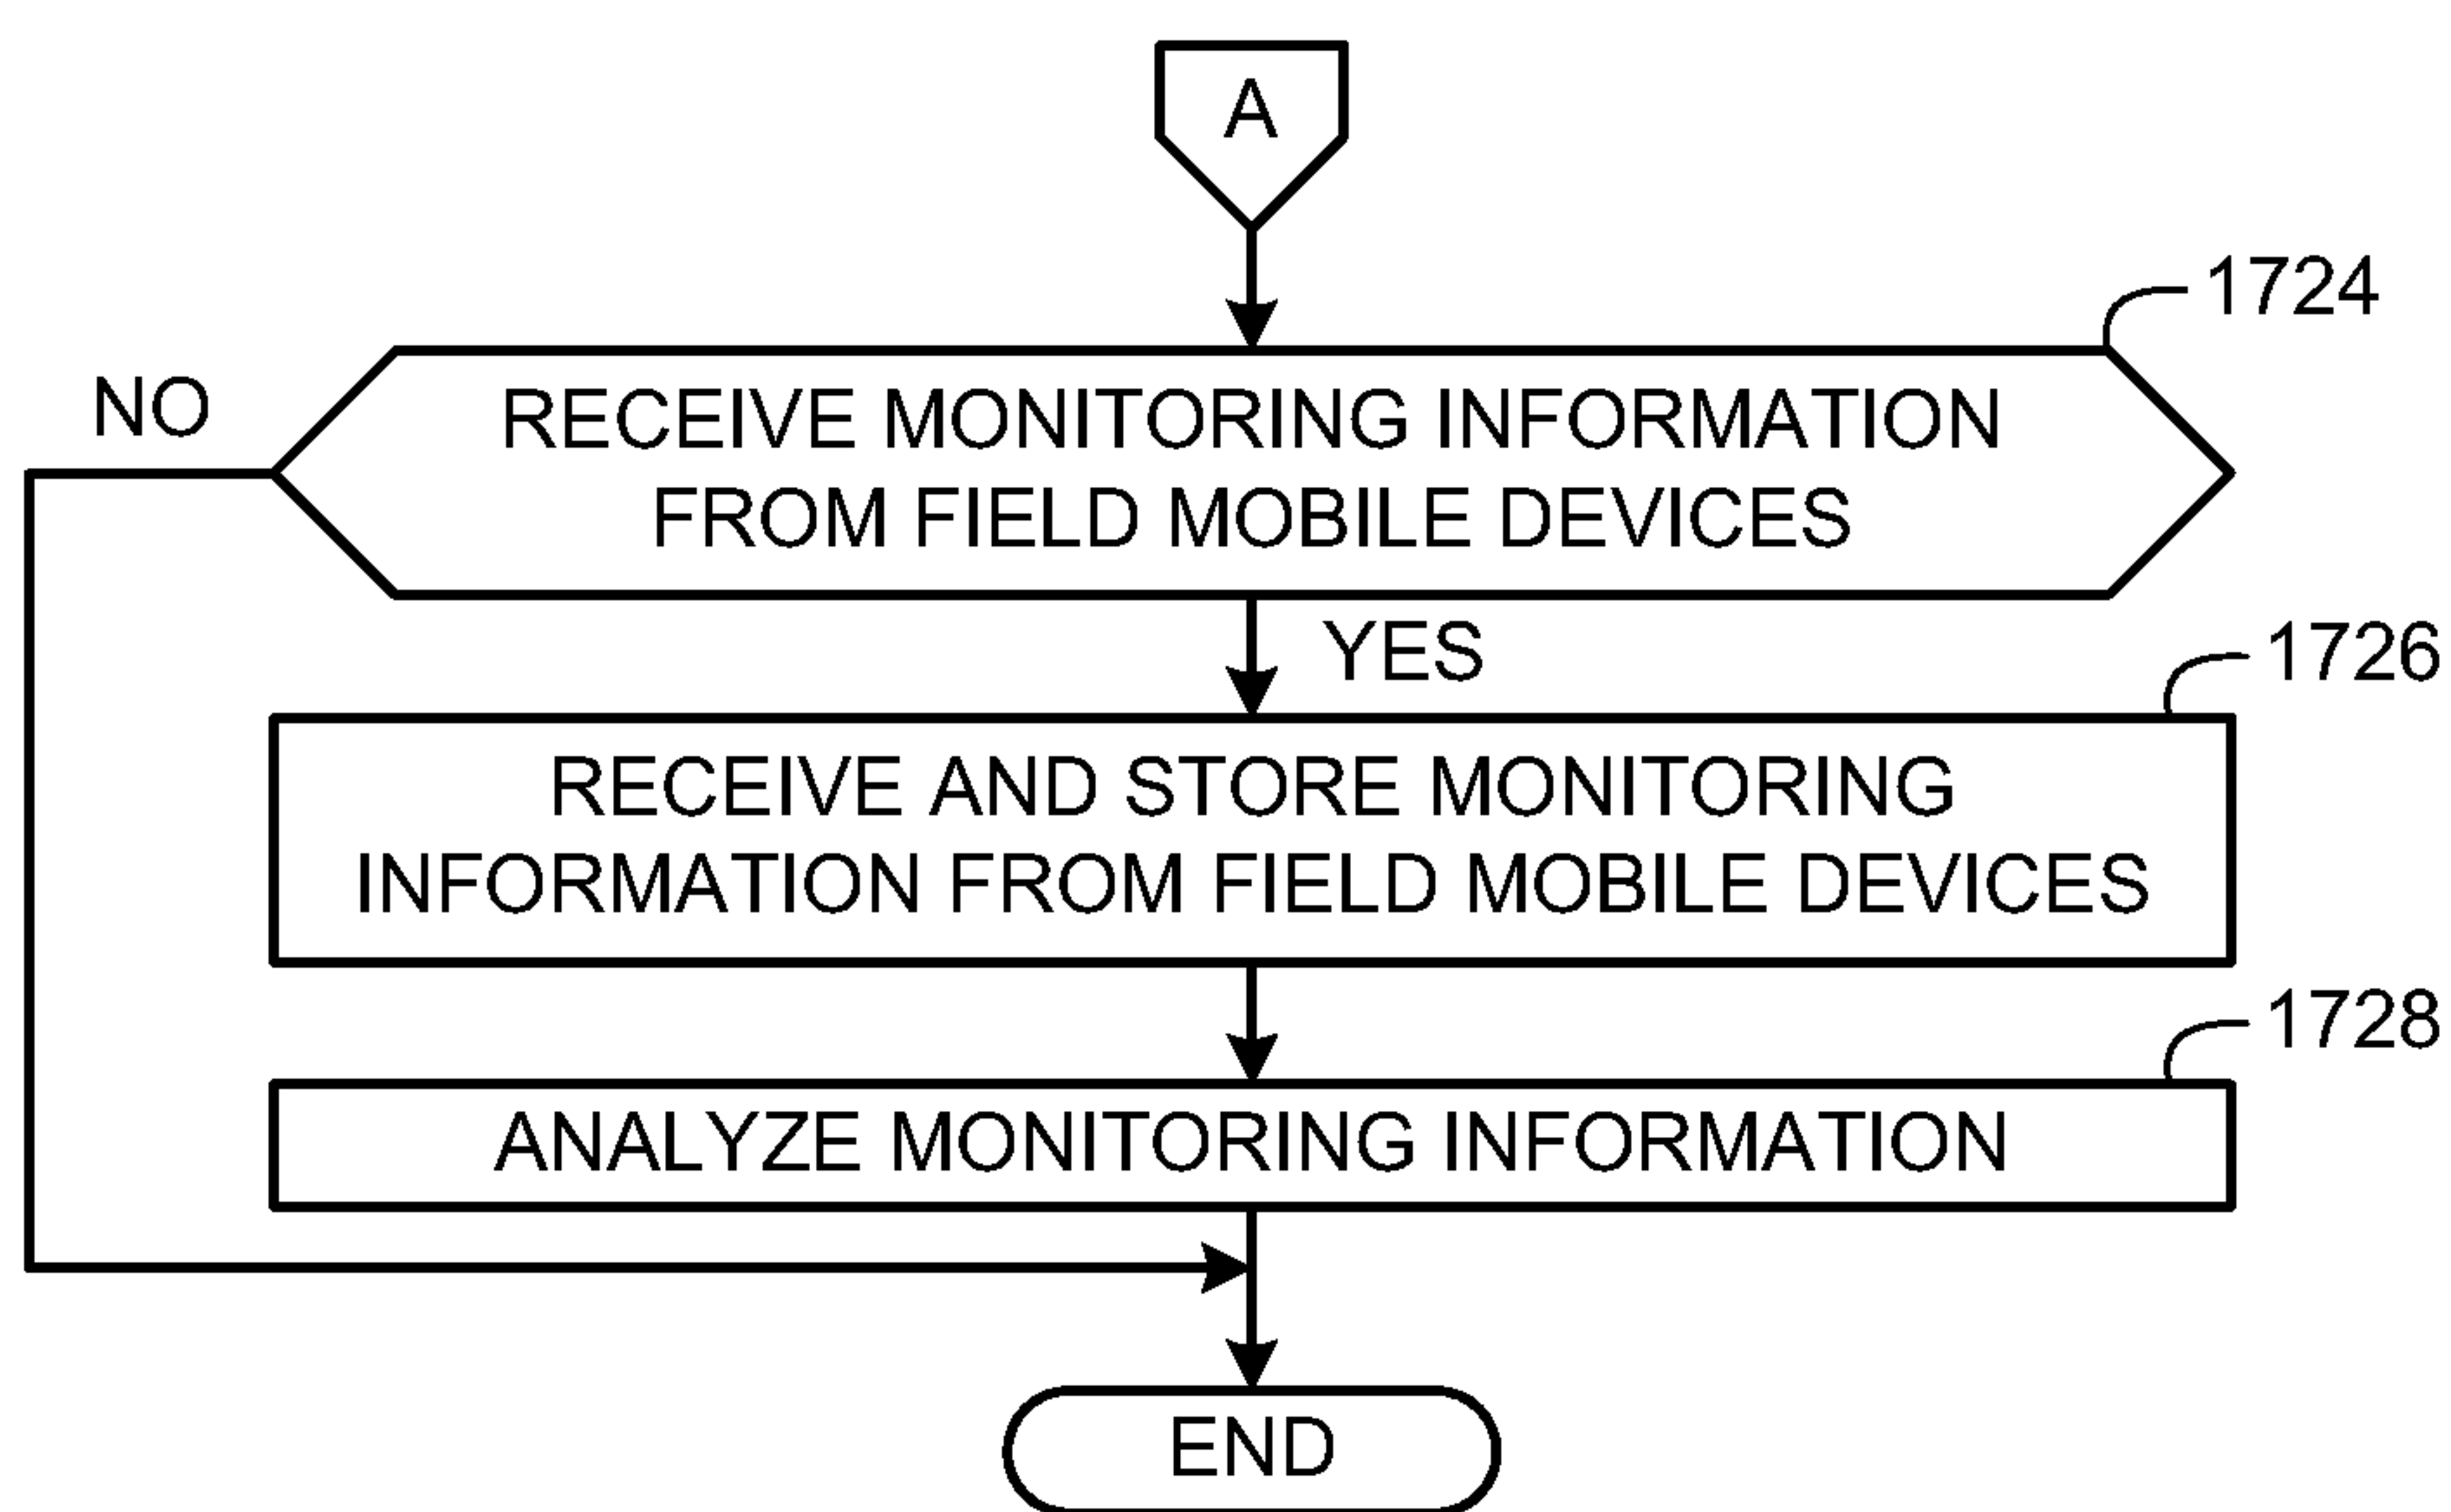 A
1724
NO
RECEIVE MONITORING INFORMATION
FROM FIELD MOBILE DEVICES
YES
1726
RECEIVE AND STORE MONITORING
INFORMATION FROM FIELD MOBILE DEVICES
1728
ANALYZE MONITORING INFORMATION
END